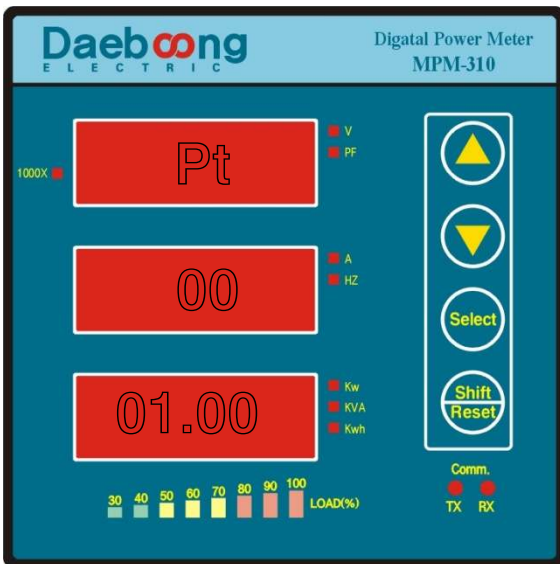 Daeboong
ELECTRIC
Digatal Power Meter
MPM-310
1000X
Pt
V
PF
00
A
HZ
01.00
Kw
KVA
Kwh
30 40 50 60 70 80 90 100
LOAD(%)
Select
Shift
Reset
Comm.
TX RX